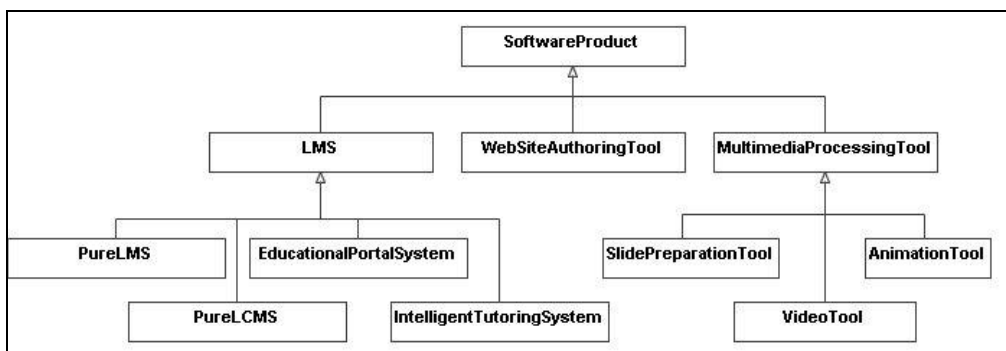 SoftwareProduct
LMS
WebSiteAuthoringTool
MultimediaProcessingTool
PureLMS
EducationalPortalSystem
SlidePreparationTool
AnimationTool
PureLCMS
IntelligentTutoringSystem
VideoTool